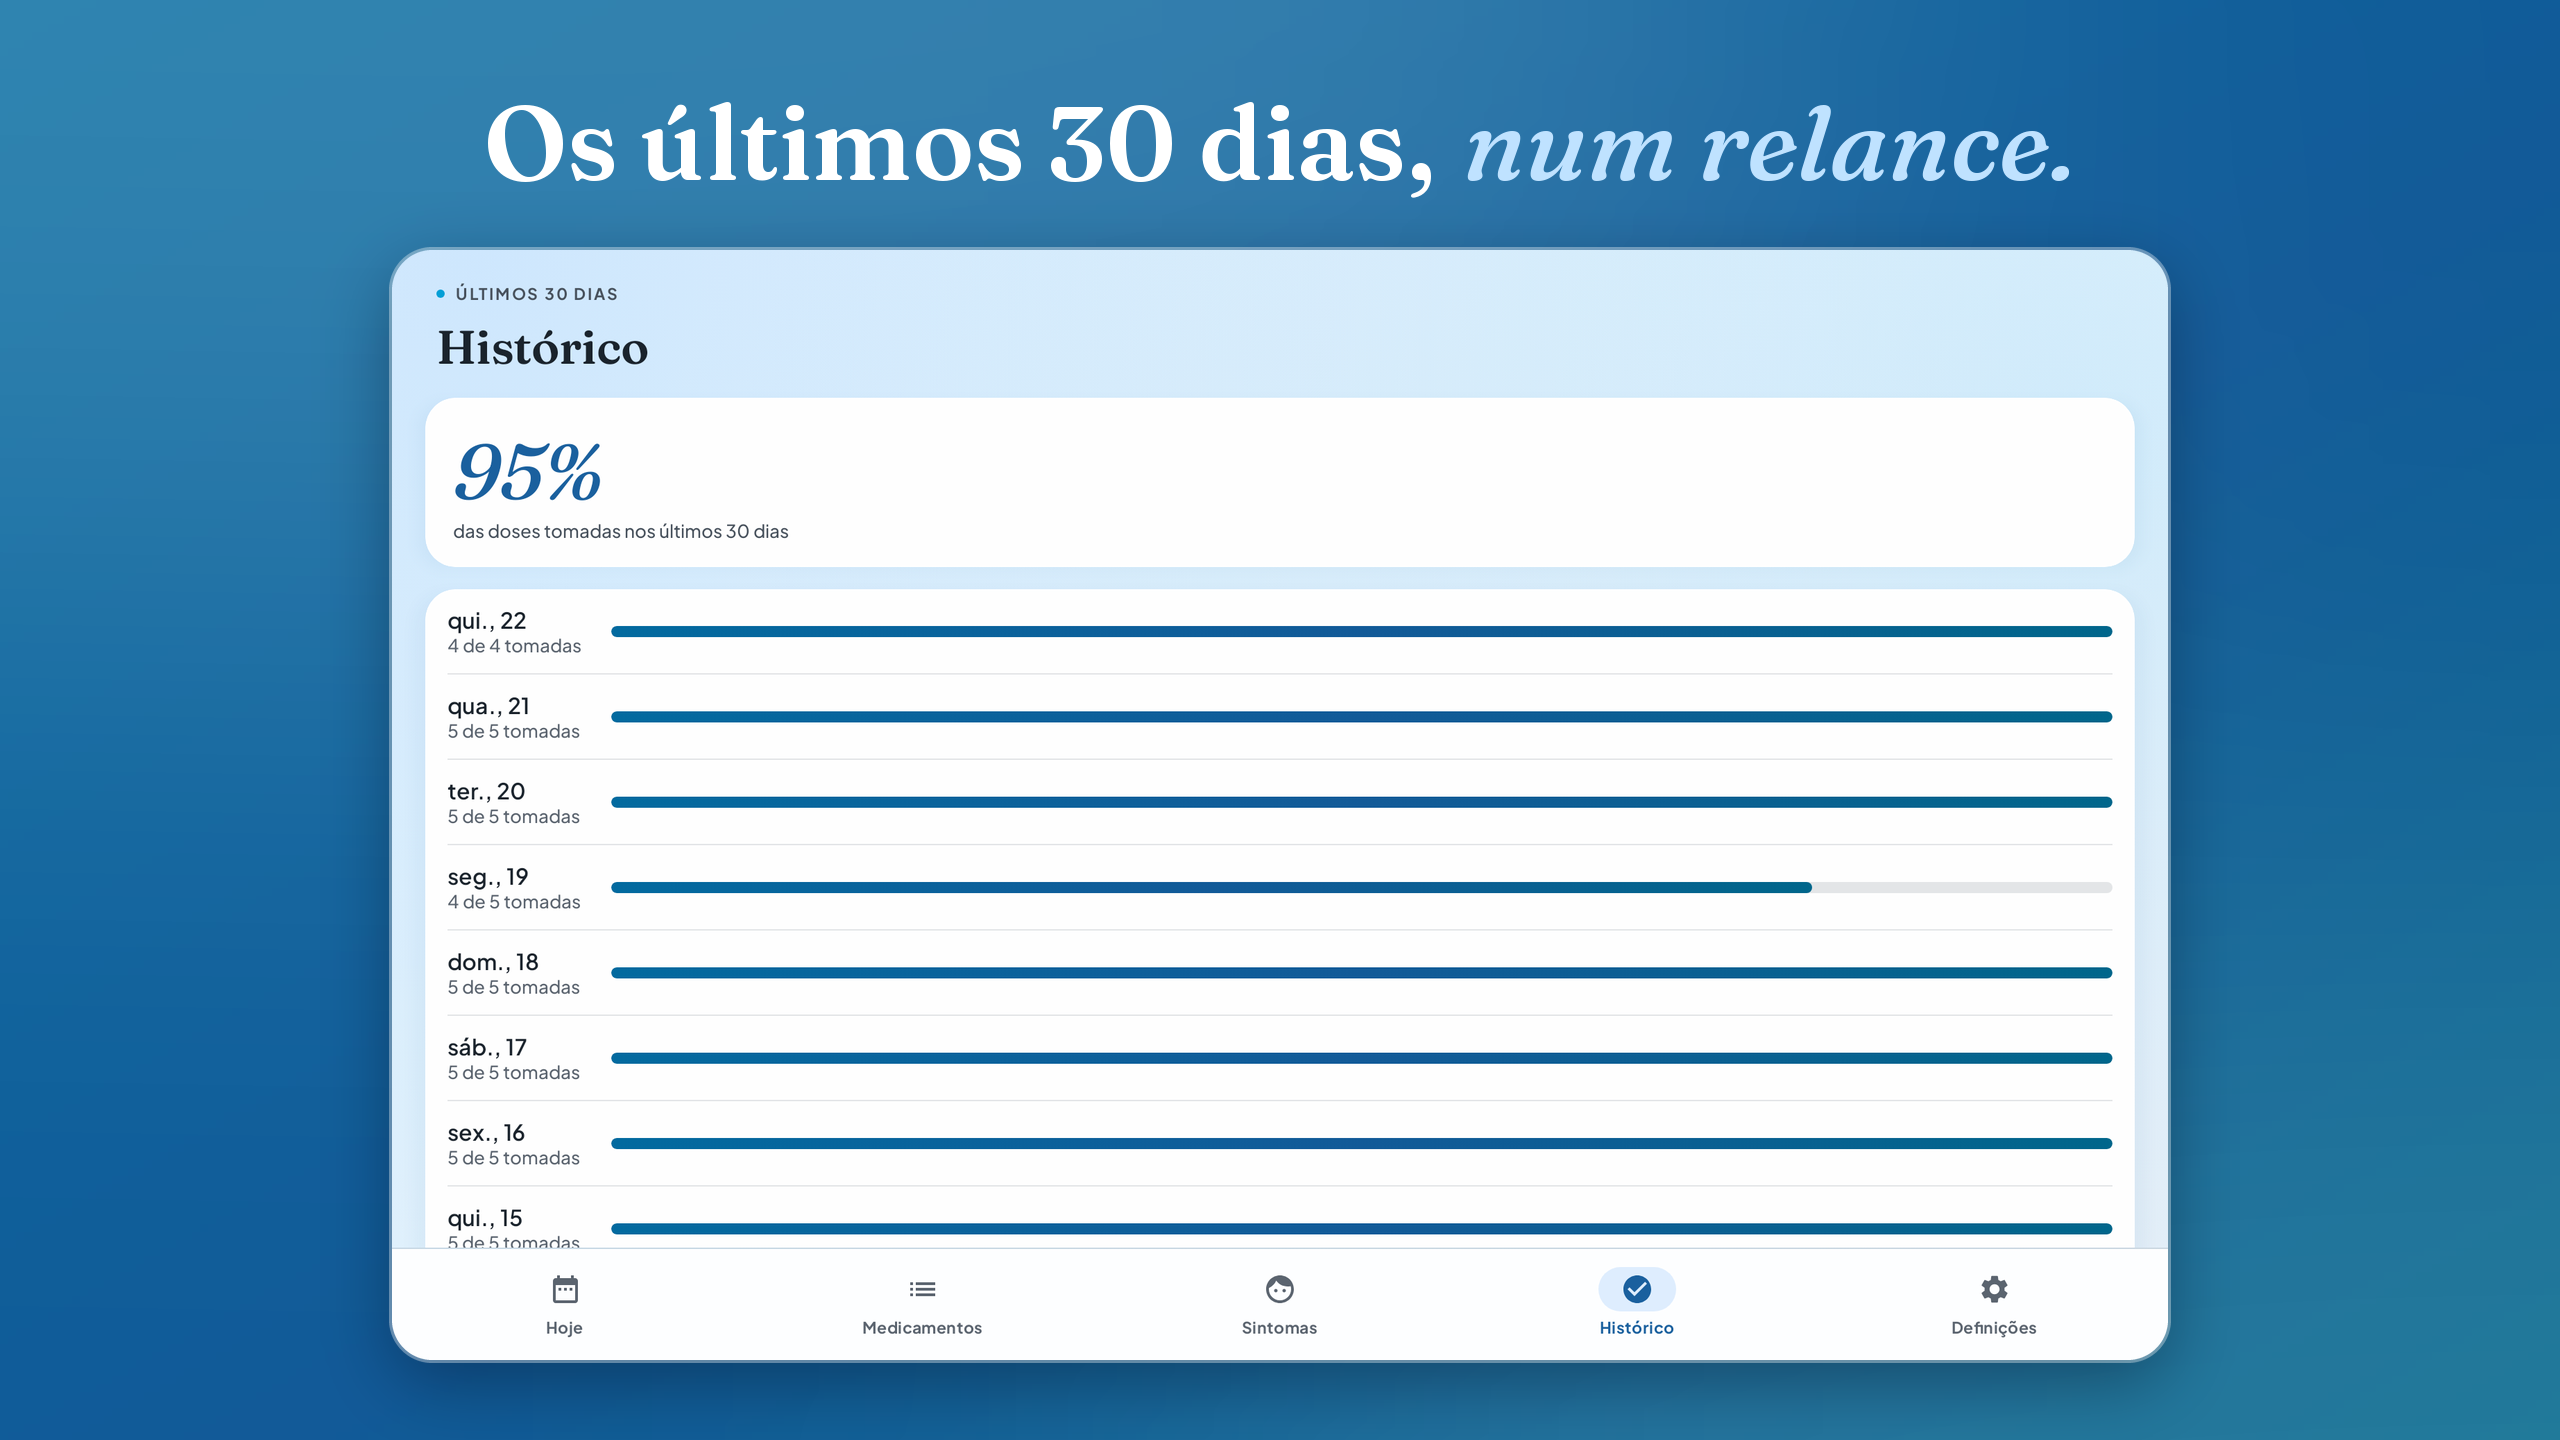 Os últimos 30 dias, num relance.
ÚLTIMOS 30 DIAS
Histórico
95%
das doses tomadas nos últimos 30 dias
qui., 22
4 de 4 tomadas
qua., 21
5 de 5 tomadas
ter., 20
5 de 5 tomadas
seg., 19
4 de 5 tomadas
dom., 18
5 de 5 tomadas
sáb., 17
5 de 5 tomadas
sex., 16
5 de 5 tomadas
qui., 15
5 de 5 tomadas
Hoje
Medicamentos
Sintomas
Histórico
Definições